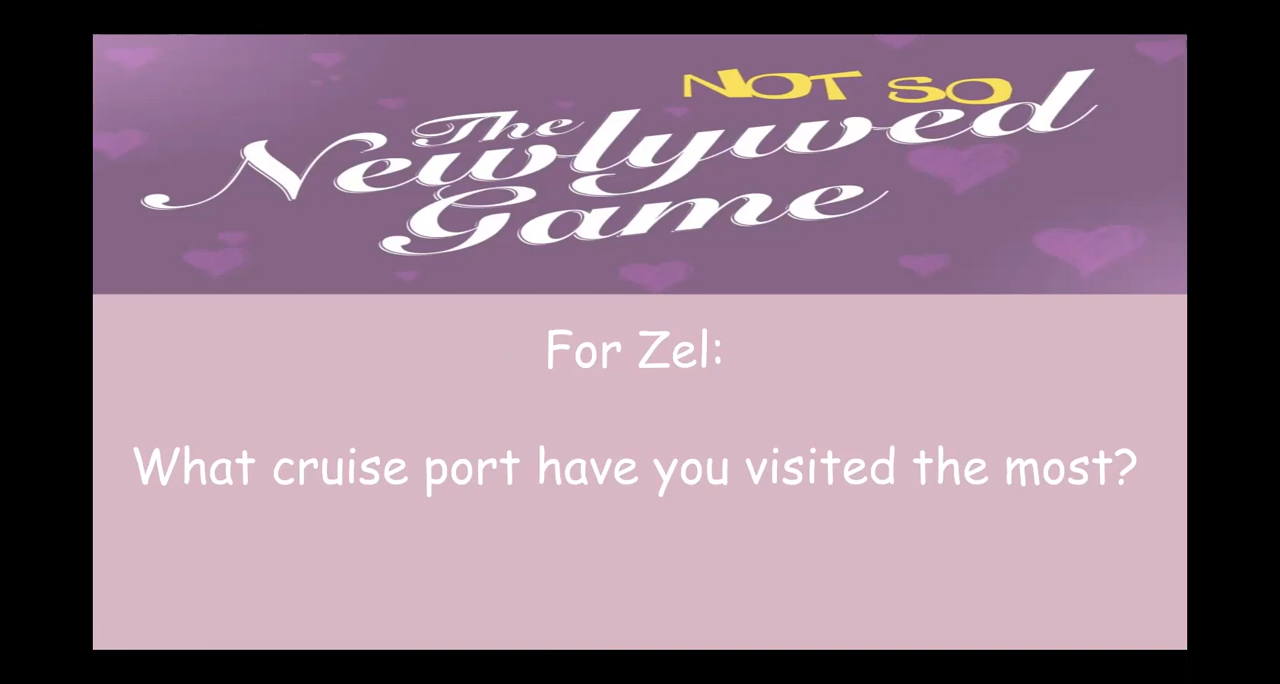 NOT SO
The
Newlywed
Game
For Zel:
What cruise port have you visited the most?